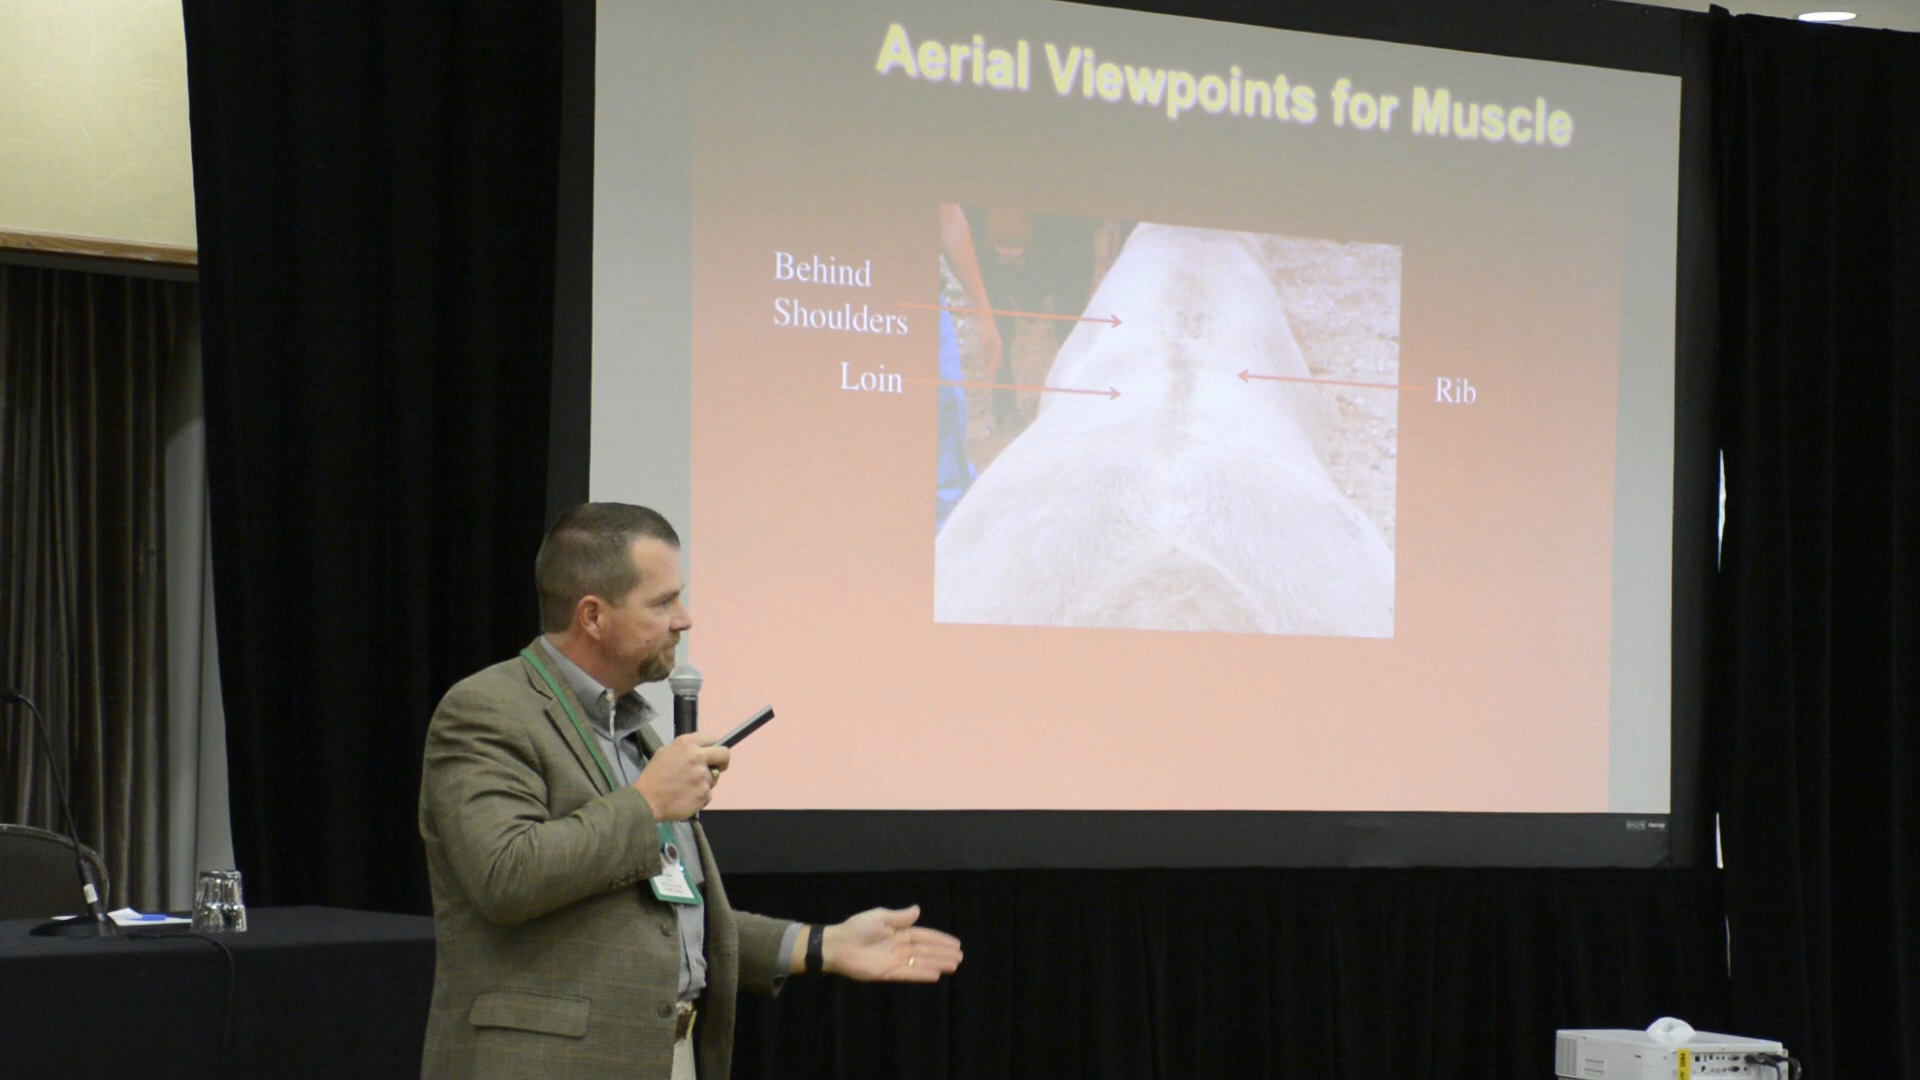 Aerial Viewpoints for Muscle
Behind
Shoulders
Loin
Rib